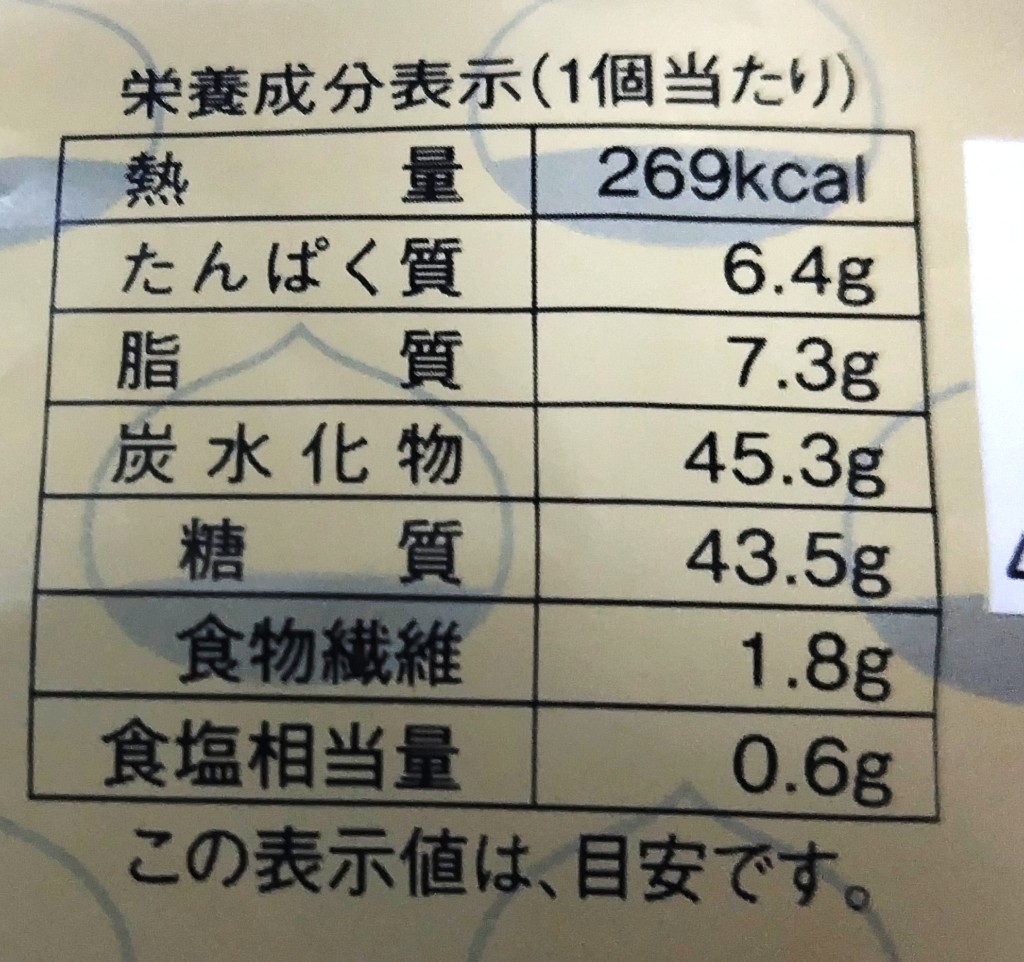 栄養成分表示(1個当たり)
熱量 269kcal
たんぱく質 6.4g
脂質 7.3g
炭水化物 45.3g
糖質 43.5g
食物繊維 1.8g
食塩相当量 0.6g
この表示値は、目安です。